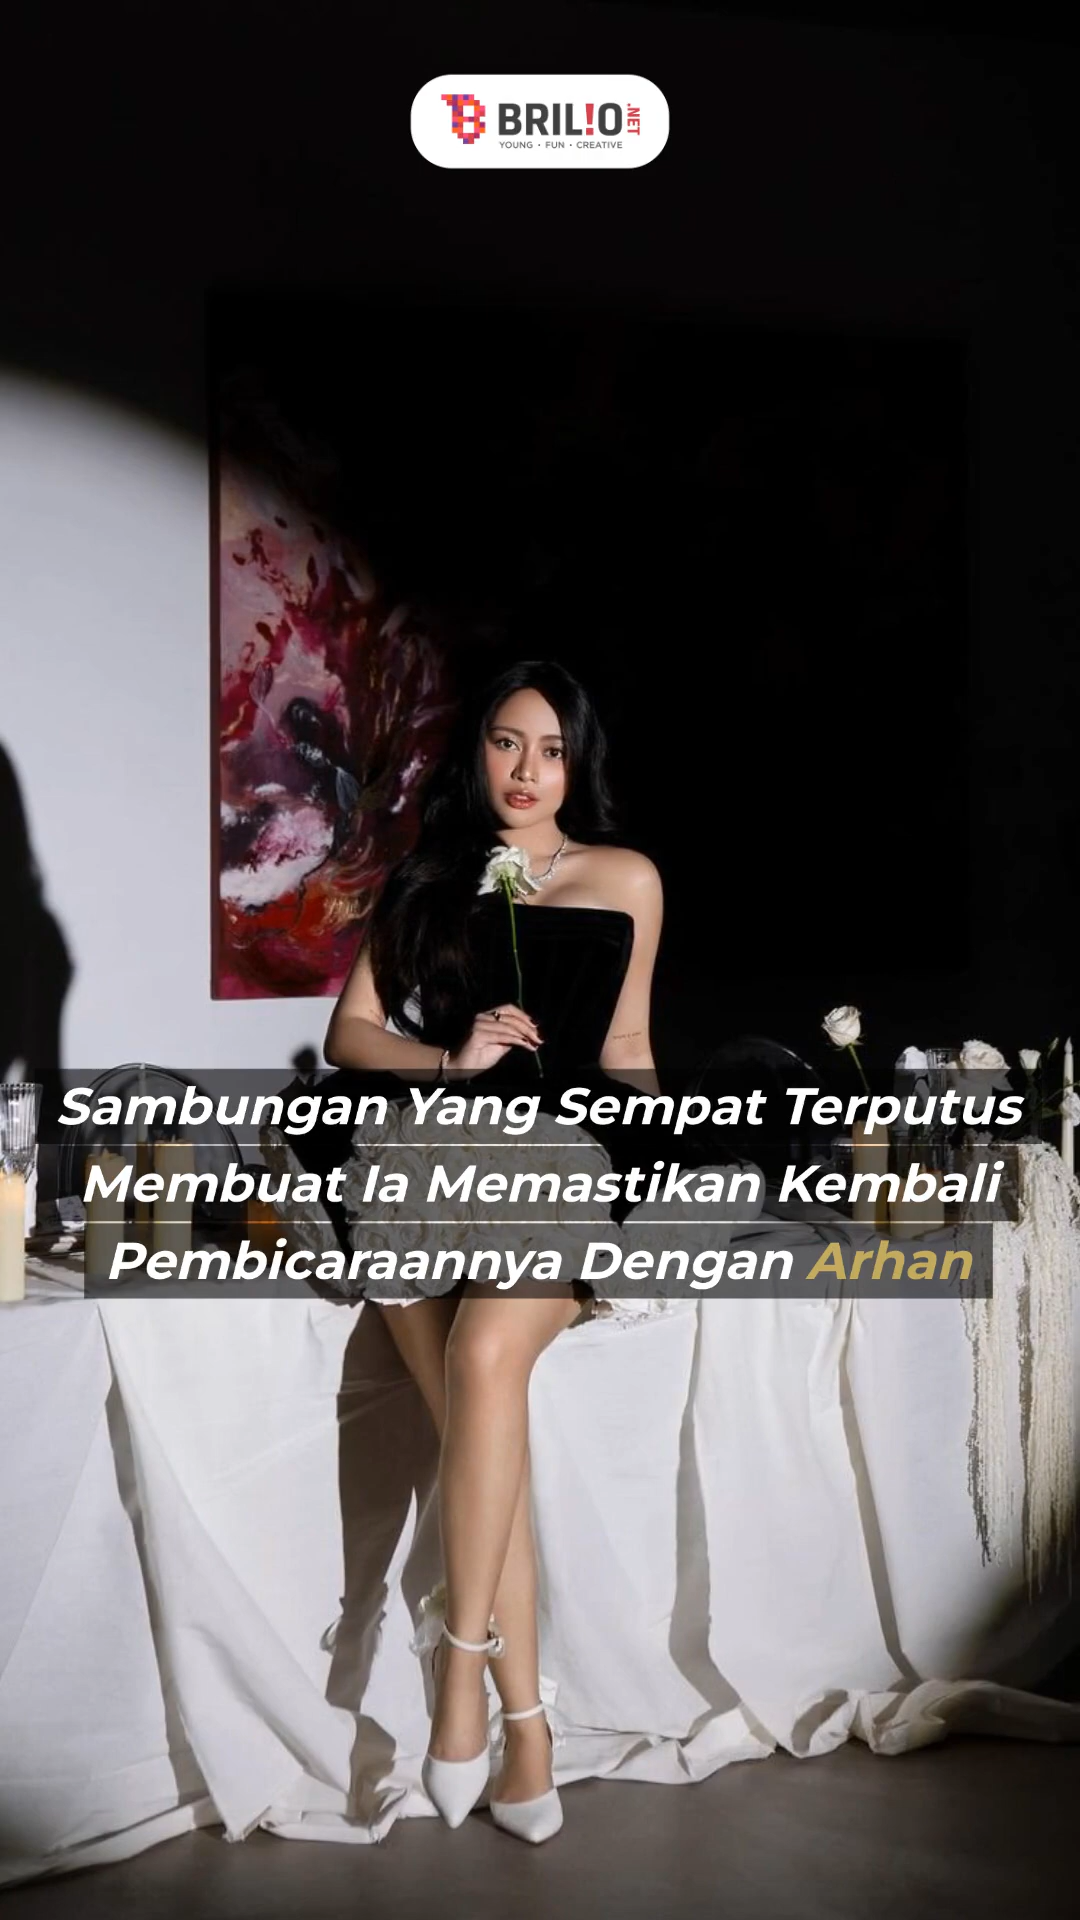 BRIL!O.NET
YOUNG • FUN • CREATIVE
Sambungan Yang Sempat Terputus
Membuat Ia Memastikan Kembali
Pembicaraannya Dengan Arhan